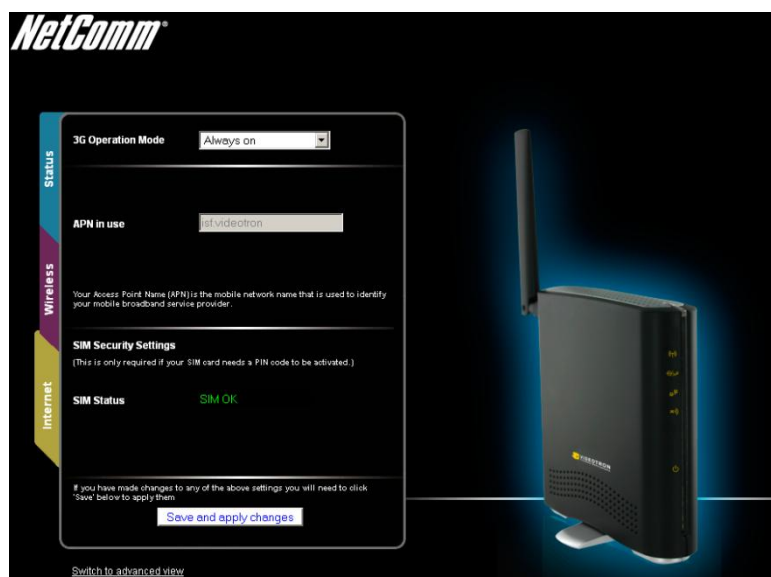 NetComm
Status
Wireless
Internet
3G Operation Mode
Always on
APN in use
isf.videotron
Your Access Point Name (APN) is the mobile network name that is used to identify
your mobile broadband service provider.
SIM Security Settings
(This is only required if your SIM card needs a PIN code to be activated.)
SIM Status
SIM OK
If you have made changes to any of the above settings you will need to click
'Save' below to apply them
Save and apply changes
Switch to advanced view
VIDEOTRON